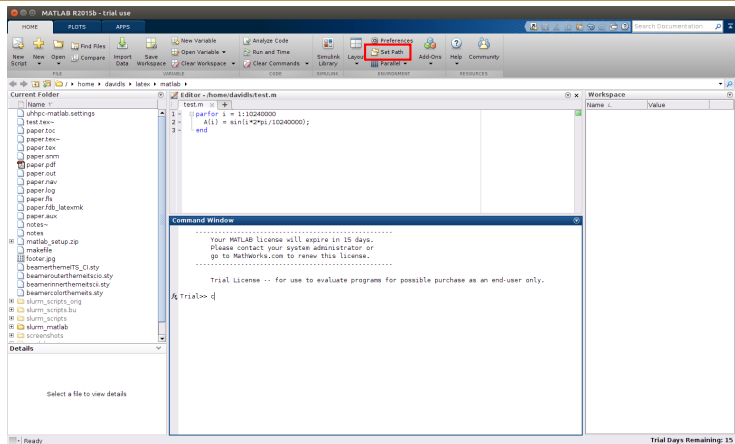 MATLAB R2015b - trial use
HOME PLOTS APPS
Search Documentation
New Script
New
Open
Find Files
Compare
Import Data
Save Workspace
New Variable
Open Variable
Clear Workspace
Analyze Code
Run and Time
Clear Commands
Simulink Library
Layout
Preferences
Set Path
Parallel
Add-Ons
Help
Community
FILE VARIABLE CODE SIMULINK ENVIRONMENT RESOURCES
/ home davidls latex matlab
Current Folder
Name
uhhpc-matlab.settings
test.tex~
paper.toc
paper.tex~
paper.tex
paper.snm
paper.pdf
paper.out
paper.nav
paper.log
paper.fls
paper.fdb_latexmk
paper.aux
notes~
notes
matlab_setup.zip
makefile
footer.jpg
beamerthemeITS_CI.sty
beamerouterthemeitscio.sty
beamerinnerthemeitscii.sty
beamercolorthemeits.sty
slurm_scripts_orig
slurm_scripts.bu
slurm_scripts
slurm_matlab
screenshots
Details
Select a file to view details
Editor - /home/davidls/test.m
test.m
1 - parfor i = 1:10240000
2 - A(i) = sin(i*2*pi/10240000);
3 - end
Command Window
----------------------------------------------------
Your MATLAB license will expire in 15 days.
Please contact your system administrator or
go to MathWorks.com to renew this license.
----------------------------------------------------
Trial License -- for use to evaluate programs for possible purchase as an end-user only.
fx Trial>> c
Workspace
Name Value
Ready
Trial Days Remaining: 15